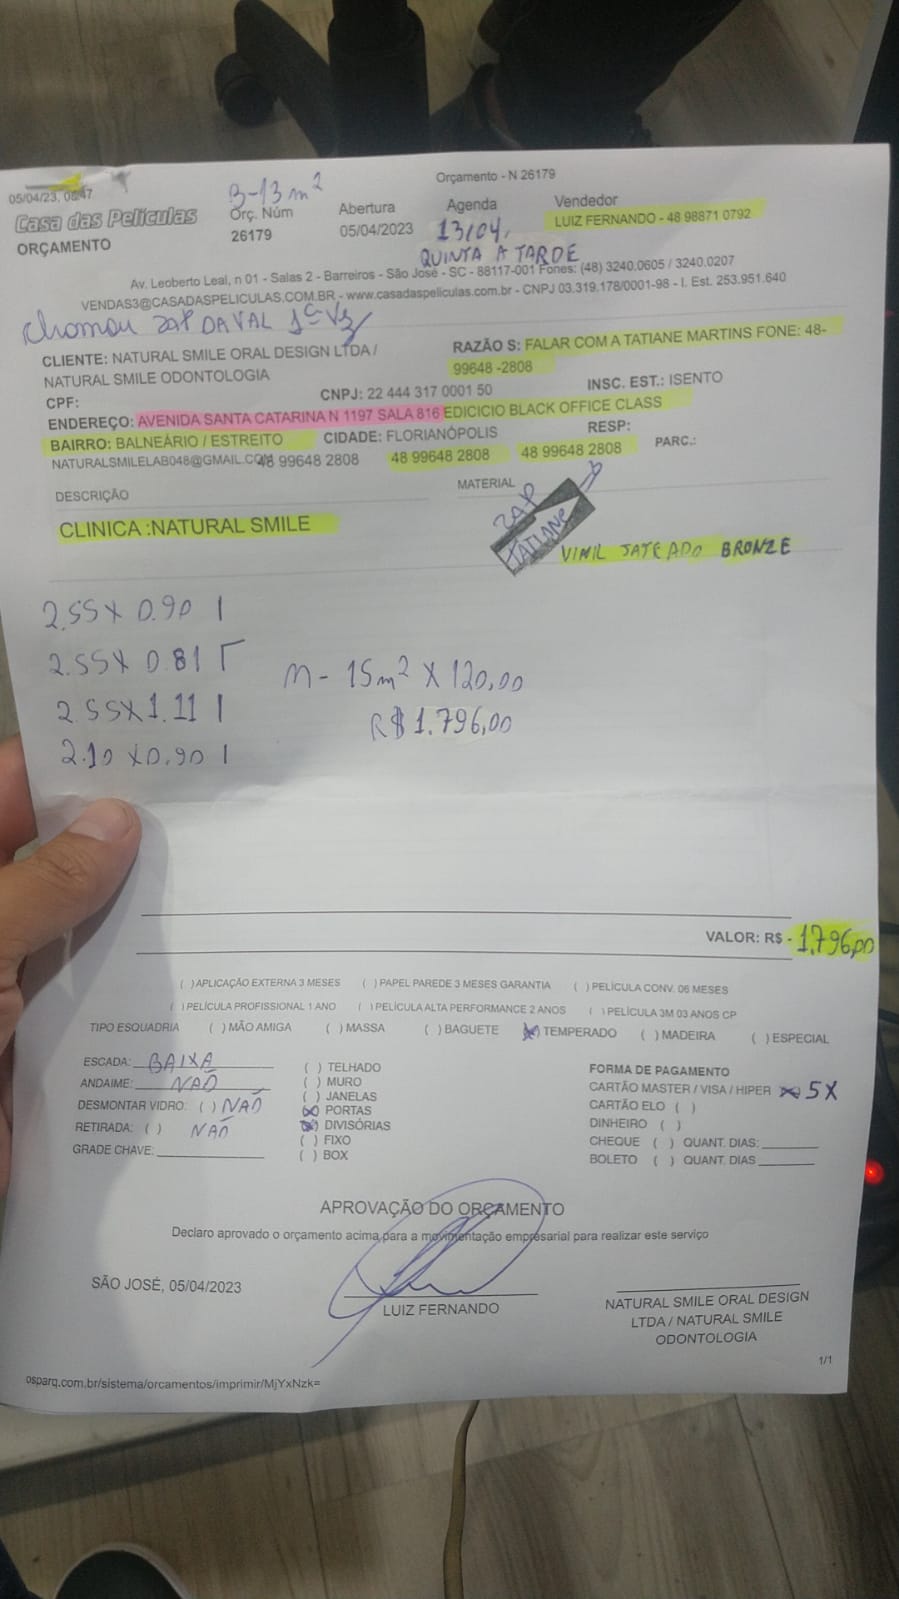 Orçamento - N 26179
05/04/23, 08:47
B-13 m²
Casa das Películas
ORÇAMENTO
Orç. Núm
26179
Abertura
05/04/2023
Agenda
13/04.
QUINTA A TARDE
Vendedor
LUIZ FERNANDO - 48 98871 0792
Av. Leoberto Leal, n 01 - Salas 2 - Barreiros - São José - SC - 88117-001 Fones: (48) 3240.0605 / 3240.0207
VENDAS3@CASADASPELICULAS.COM.BR - www.casadaspeliculas.com.br - CNPJ 03.319.178/0001-98 - I. Est. 253.951.640
ZAP DA VAL 1ª Vez
CLIENTE: NATURAL SMILE ORAL DESIGN LTDA /
NATURAL SMILE ODONTOLOGIA
RAZÃO S: FALAR COM A TATIANE MARTINS FONE: 48-
99648 -2808
CPF:
CNPJ: 22 444 317 0001 50
INSC. EST.: ISENTO
ENDEREÇO: AVENIDA SANTA CATARINA N 1197 SALA 816 EDICICIO BLACK OFFICE CLASS
BAIRRO: BALNEÁRIO / ESTREITO
CIDADE: FLORIANÓPOLIS
RESP:
NATURALSMILELAB048@GMAIL.COM
48 99648 2808
48 99648 2808
48 99648 2808
PARC.:
DESCRIÇÃO
MATERIAL
CLINICA :NATURAL SMILE
ZAP
TATIANE
VINIL JATEADO BRONZE
2.55 X 0.90 |
2.55 X 0.81 Γ
2.55 X 1.11 |
2.10 X 0.90 |
M - 15m² X 120,00
R$ 1.796,00
VALOR: R$ - 1.796,00
( ) APLICAÇÃO EXTERNA 3 MESES ( ) PAPEL PAREDE 3 MESES GARANTIA ( ) PELÍCULA CONV. 06 MESES
( ) PELÍCULA PROFISSIONAL 1 ANO ( ) PELÍCULA ALTA PERFORMANCE 2 ANOS ( ) PELÍCULA 3M 03 ANOS CP
TIPO ESQUADRIA ( ) MÃO AMIGA ( ) MASSA ( ) BAGUETE (X) TEMPERADO ( ) MADEIRA ( ) ESPECIAL
ESCADA: BAIXA
ANDAIME: NAÕ
DESMONTAR VIDRO: ( ) NAÕ
RETIRADA: ( ) NAÕ
GRADE CHAVE:
( ) TELHADO
( ) MURO
( ) JANELAS
(X) PORTAS
(X) DIVISÓRIAS
( ) FIXO
( ) BOX
FORMA DE PAGAMENTO
CARTÃO MASTER / VISA / HIPER (X) 5X
CARTÃO ELO ( )
DINHEIRO ( )
CHEQUE ( ) QUANT. DIAS:
BOLETO ( ) QUANT. DIAS
APROVAÇÃO DO ORÇAMENTO
Declaro aprovado o orçamento acima para a movimentação empresarial para realizar este serviço
SÃO JOSÉ, 05/04/2023
LUIZ FERNANDO
NATURAL SMILE ORAL DESIGN
LTDA / NATURAL SMILE
ODONTOLOGIA
1/1
osparq.com.br/sistema/orcamentos/imprimir/MjYxNzk=